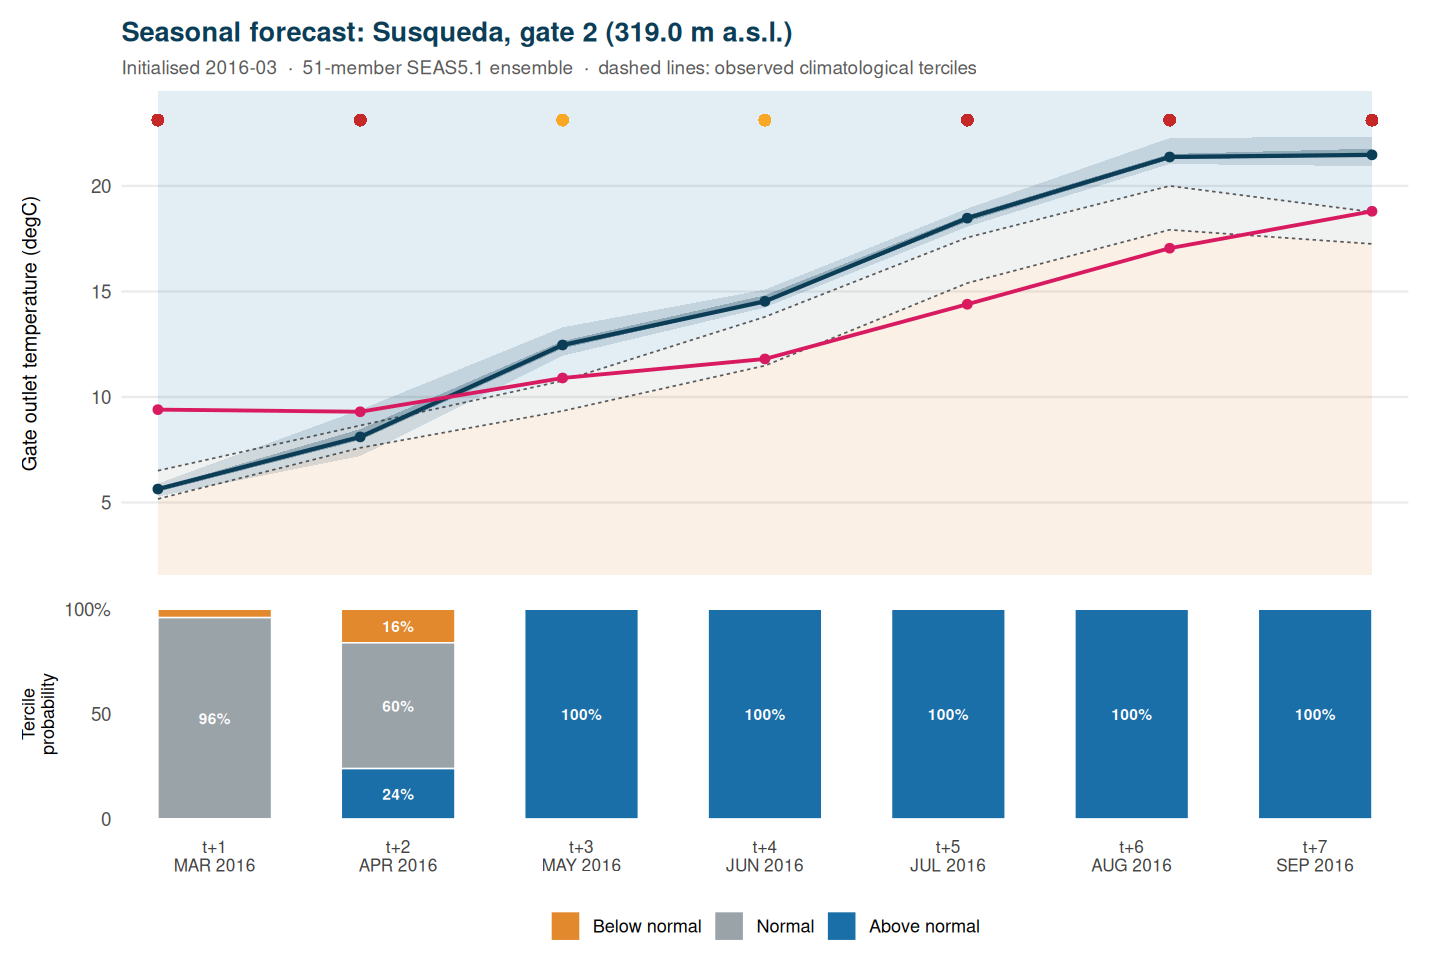 Seasonal forecast: Susqueda, gate 2 (319.0 m a.s.l.)
Initialised 2016-03 · 51-member SEAS5.1 ensemble · dashed lines: observed climatological terciles
Gate outlet temperature (degC)
20
15
10
5
Tercile
probability
100%
50
0
96%
16%
60%
24%
100%
100%
100%
100%
100%
t+1
MAR 2016
t+2
APR 2016
t+3
MAY 2016
t+4
JUN 2016
t+5
JUL 2016
t+6
AUG 2016
t+7
SEP 2016
Below normal
Normal
Above normal